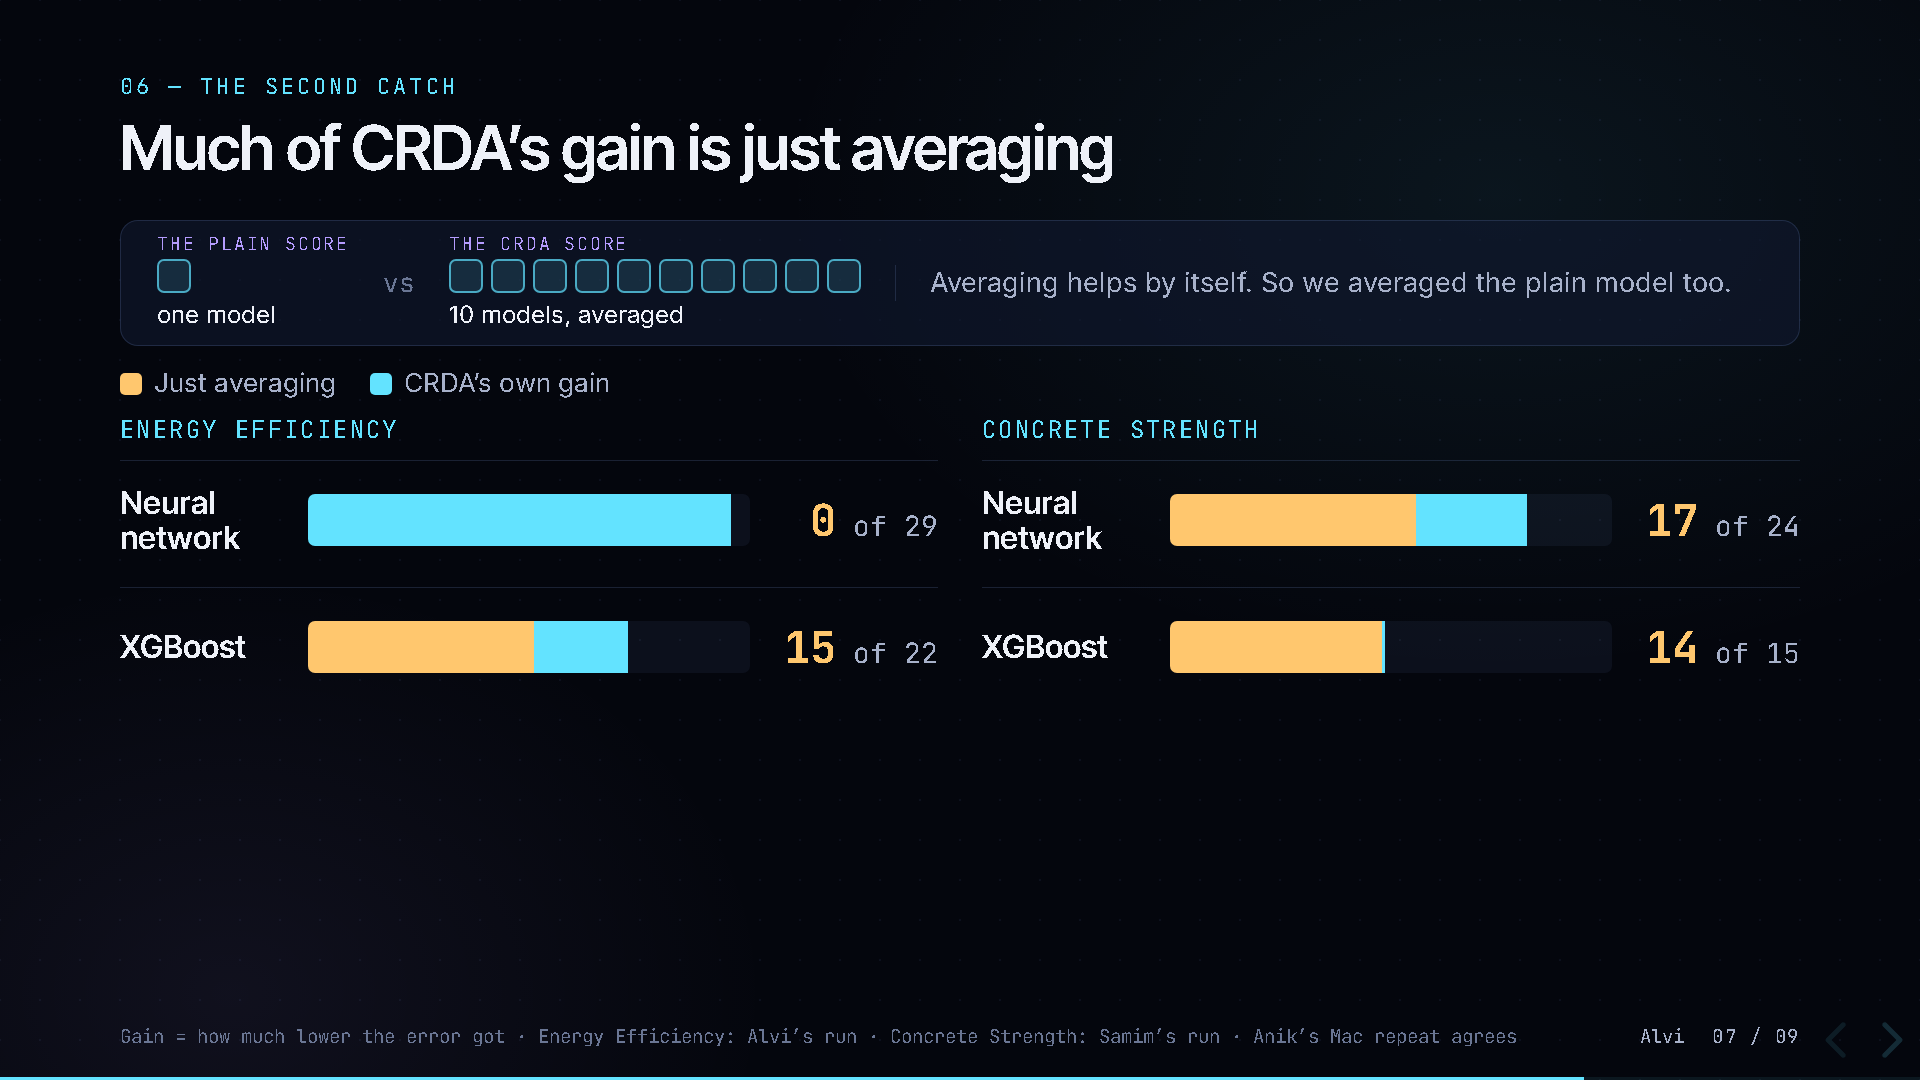 06 — THE SECOND CATCH
Much of CRDA’s gain is just averaging
THE PLAIN SCORE
one model
vs
THE CRDA SCORE
10 models, averaged
Averaging helps by itself. So we averaged the plain model too.
Just averaging
CRDA’s own gain
ENERGY EFFICIENCY
Neural
network
0 of 29
XGBoost
15 of 22
CONCRETE STRENGTH
Neural
network
17 of 24
XGBoost
14 of 15
Gain = how much lower the error got · Energy Efficiency: Alvi’s run · Concrete Strength: Samim’s run · Anik’s Mac repeat agrees
Alvi 07 / 09